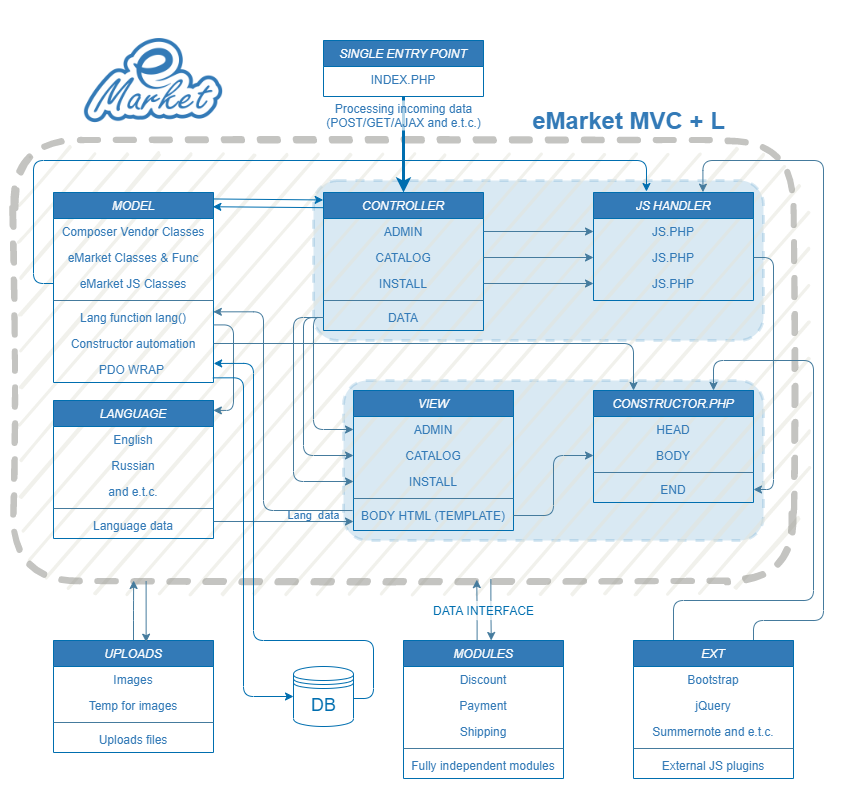 e
Market
SINGLE ENTRY POINT
INDEX.PHP
Processing incoming data
(POST/GET/AJAX and e.t.c.)
eMarket MVC + L
MODEL
Composer Vendor Classes
eMarket Classes & Func
eMarket JS Classes
Lang function lang()
Constructor automation
PDO WRAP
CONTROLLER
ADMIN
CATALOG
INSTALL
DATA
JS HANDLER
JS.PHP
JS.PHP
JS.PHP
LANGUAGE
English
Russian
and e.t.c.
Language data
VIEW
ADMIN
CATALOG
INSTALL
BODY HTML (TEMPLATE)
Lang data
CONSTRUCTOR.PHP
HEAD
BODY
END
DATA INTERFACE
UPLOADS
Images
Temp for images
Uploads files
DB
MODULES
Discount
Payment
Shipping
Fully independent modules
EXT
Bootstrap
jQuery
Summernote and e.t.c.
External JS plugins